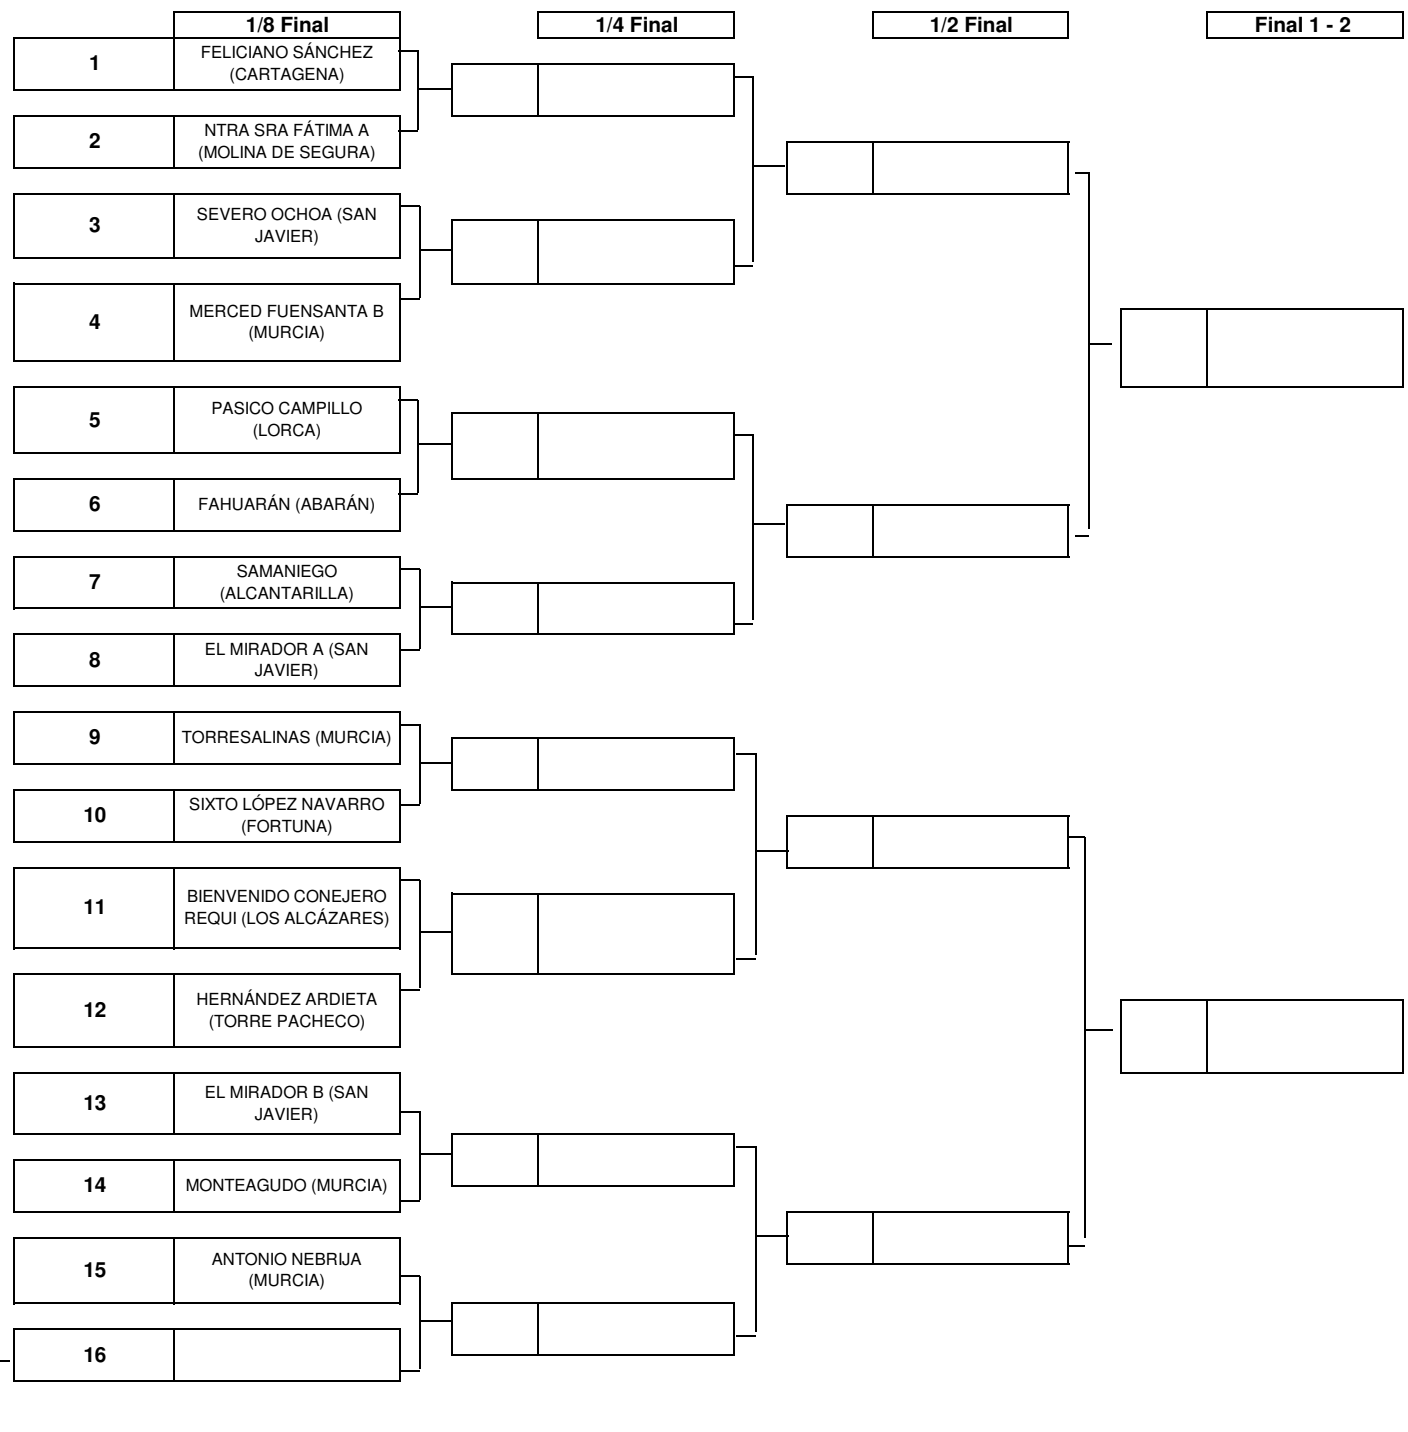 1/8 Final
1/4 Final
1/2 Final
Final 1 - 2
1
FELICIANO SÁNCHEZ
(CARTAGENA)
2
NTRA SRA FÁTIMA A
(MOLINA DE SEGURA)
3
SEVERO OCHOA (SAN
JAVIER)
4
MERCED FUENSANTA B
(MURCIA)
5
PASICO CAMPILLO
(LORCA)
6
FAHUARÁN (ABARÁN)
7
SAMANIEGO
(ALCANTARILLA)
8
EL MIRADOR A (SAN
JAVIER)
9
TORRESALINAS (MURCIA)
10
SIXTO LÓPEZ NAVARRO
(FORTUNA)
11
BIENVENIDO CONEJERO
REQUI (LOS ALCÁZARES)
12
HERNÁNDEZ ARDIETA
(TORRE PACHECO)
13
EL MIRADOR B (SAN
JAVIER)
14
MONTEAGUDO (MURCIA)
15
ANTONIO NEBRIJA
(MURCIA)
16